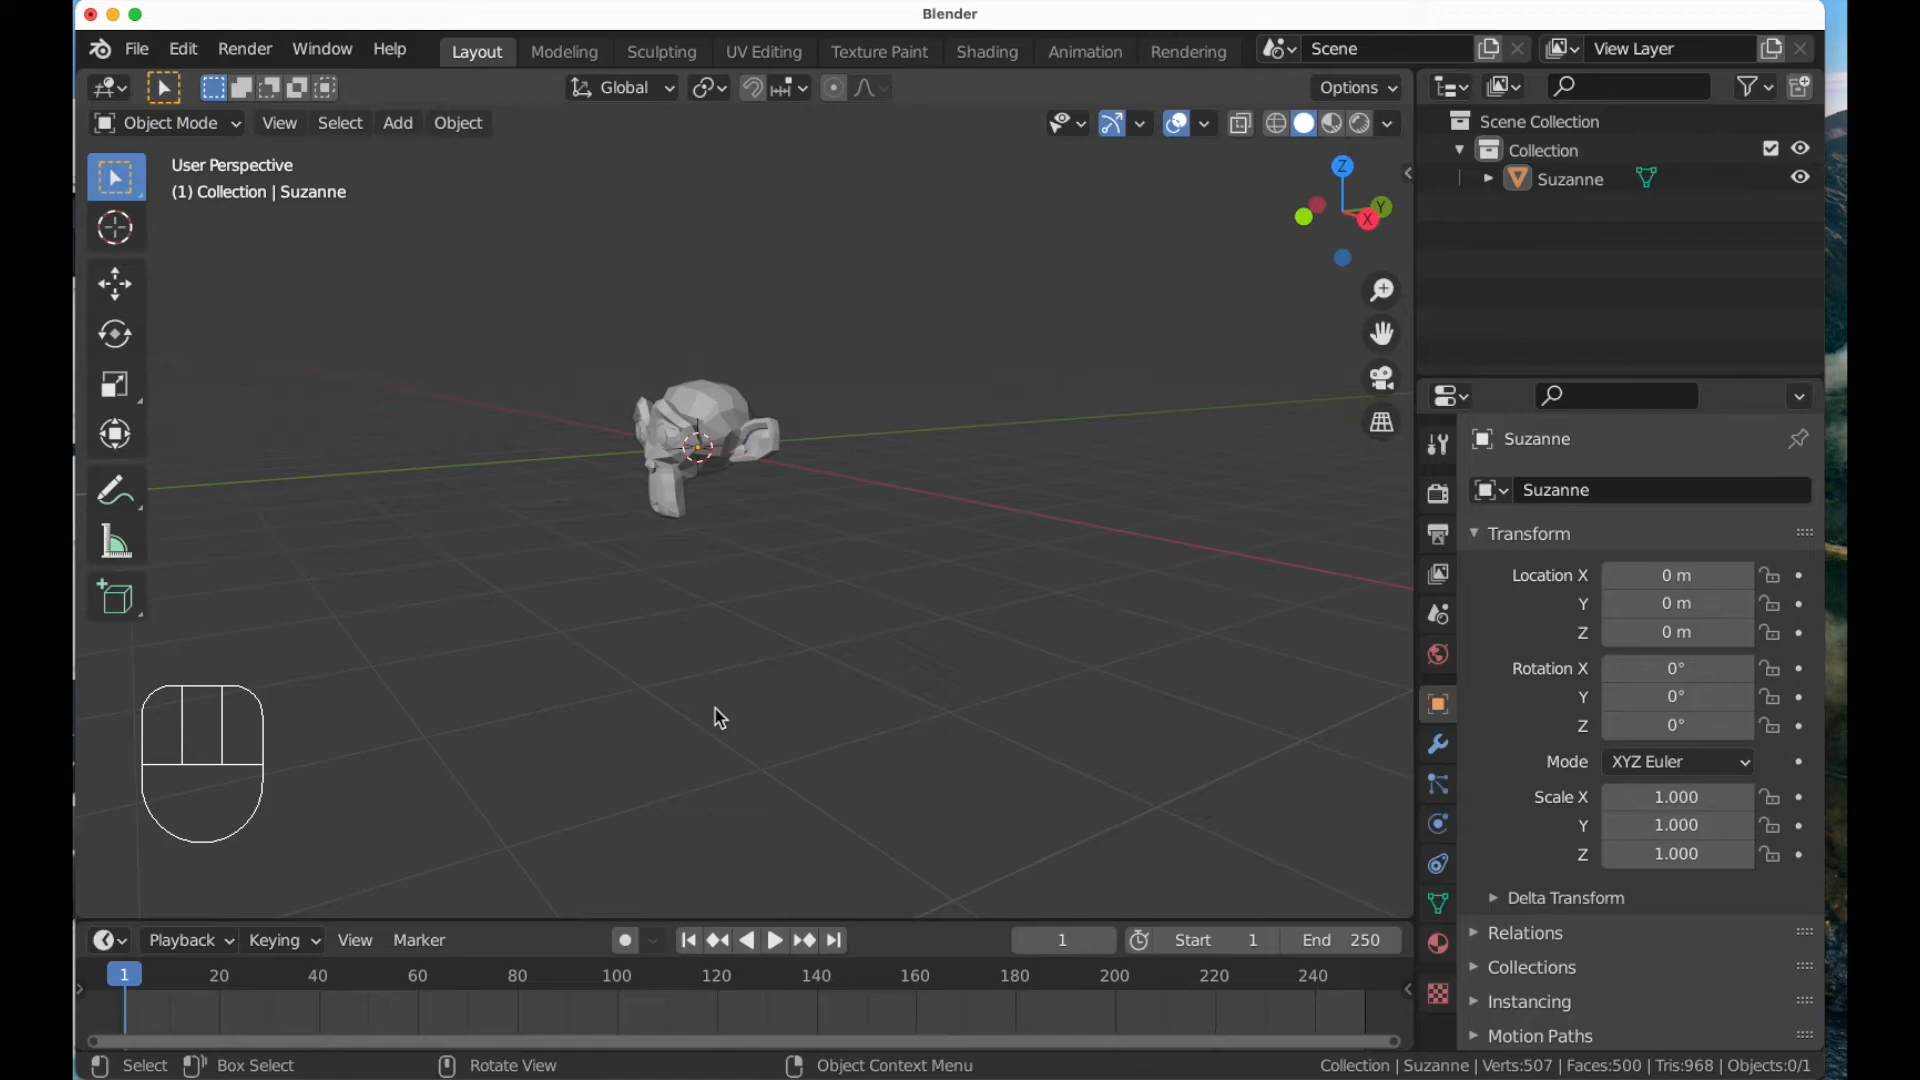 Blender
File Edit Render Window Help
Layout Modeling Sculpting UV Editing Texture Paint Shading Animation Rendering
Scene
View Layer
Global
Options
Object Mode View Select Add Object
User Perspective
(1) Collection | Suzanne
Z
Y
X
Scene Collection
Collection
Suzanne
Suzanne
Suzanne
Transform
Location X 0 m
Y 0 m
Z 0 m
Rotation X 0°
Y 0°
Z 0°
Mode XYZ Euler
Scale X 1.000
Y 1.000
Z 1.000
Delta Transform
Relations
Collections
Instancing
Motion Paths
Playback Keying View Marker
1
Start 1
End 250
1 20 40 60 80 100 120 140 160 180 200 220 240
Select Box Select Rotate View Object Context Menu
Collection | Suzanne | Verts:507 | Faces:500 | Tris:968 | Objects:0/1